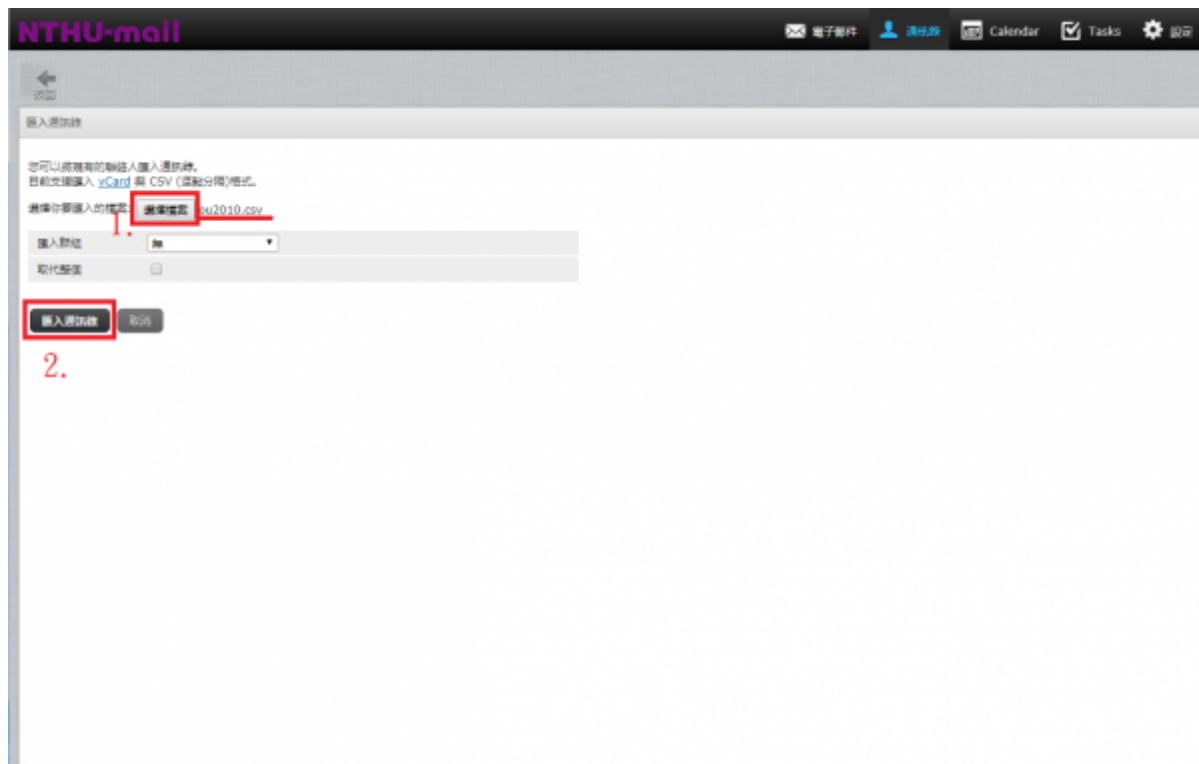 NTHU-mail
電子郵件 通訊錄 Calendar Tasks 設定
返回
匯入通訊錄
您可以將現有的聯絡人匯入通訊錄。
目前支援匯入 vCard 與 CSV (逗點分隔)格式。
選擇你要匯入的檔案: 選擇檔案 ou2010.csv
1.
匯入群組 無
取代整個
匯入通訊錄 取消
2.